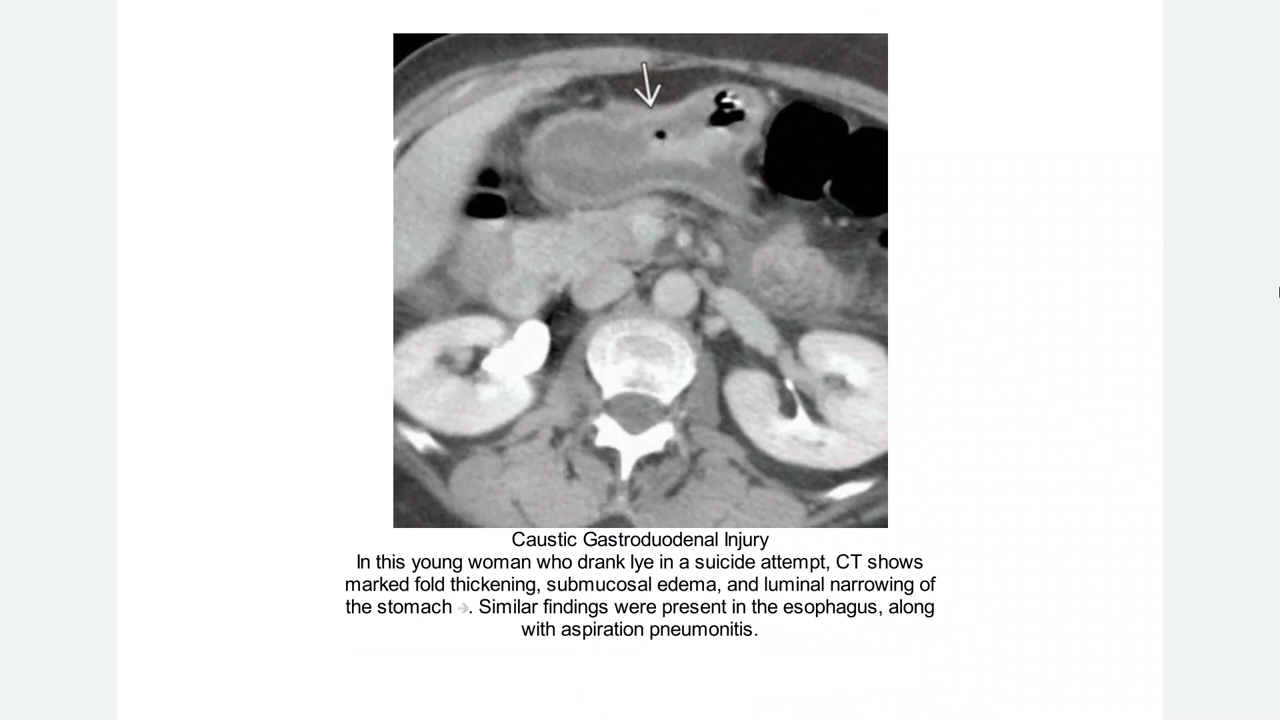 Caustic Gastroduodenal Injury
In this young woman who drank lye in a suicide attempt, CT shows
marked fold thickening, submucosal edema, and luminal narrowing of
the stomach ➔. Similar findings were present in the esophagus, along
with aspiration pneumonitis.